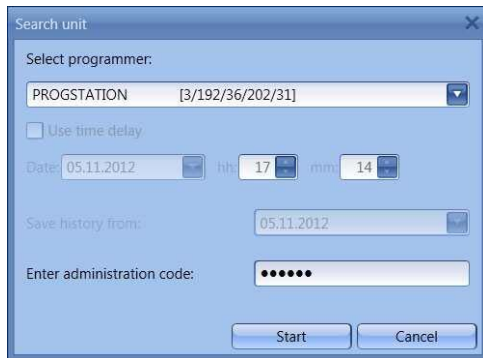 Search unit
Select programmer:
PROGSTATION [3/192/36/202/31]
Use time delay
Date: 05.11.2012 hh: 17 mm: 14
Save history from: 05.11.2012
Enter administration code: ••••••
Start Cancel